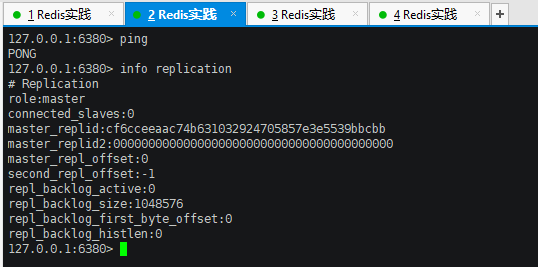 1 Redis实践 × 2 Redis实践 × 3 Redis实践 × 4 Redis实践 × +
127.0.0.1:6380> ping
PONG
127.0.0.1:6380> info replication
# Replication
role:master
connected_slaves:0
master_replid:cf6cceeaac74b631032924705857e3e5539bbcbb
master_replid2:0000000000000000000000000000000000000000
master_repl_offset:0
second_repl_offset:-1
repl_backlog_active:0
repl_backlog_size:1048576
repl_backlog_first_byte_offset:0
repl_backlog_histlen:0
127.0.0.1:6380>